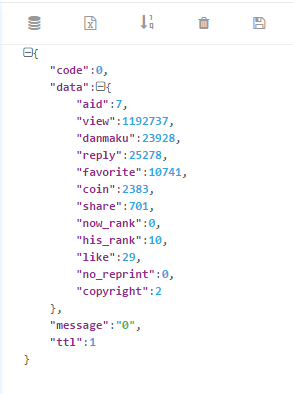 {
"code":0,
"data":{
"aid":7,
"view":1192737,
"danmaku":23928,
"reply":25278,
"favorite":10741,
"coin":2383,
"share":701,
"now_rank":0,
"his_rank":10,
"like":29,
"no_reprint":0,
"copyright":2
},
"message":"0",
"ttl":1
}